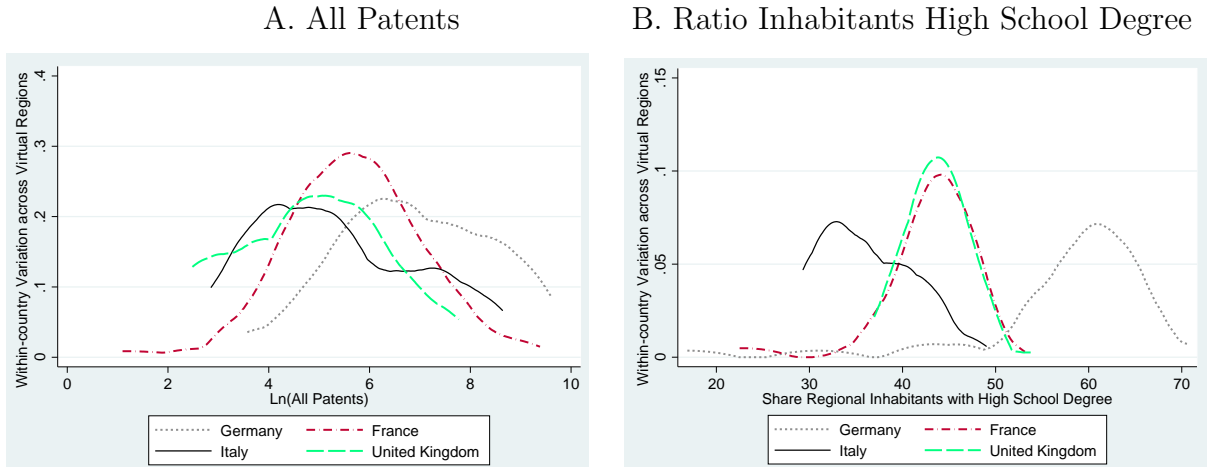 A. All Patents
Within-country Variation across Virtual Regions
.4
.3
.2
.1
0
0 2 4 6 8 10
Ln(All Patents)
Germany France
Italy United Kingdom
B. Ratio Inhabitants High School Degree
Within-country Variation across Virtual Regions
.15
.1
.05
0
20 30 40 50 60 70
Share Regional Inhabitants with High School Degree
Germany France
Italy United Kingdom